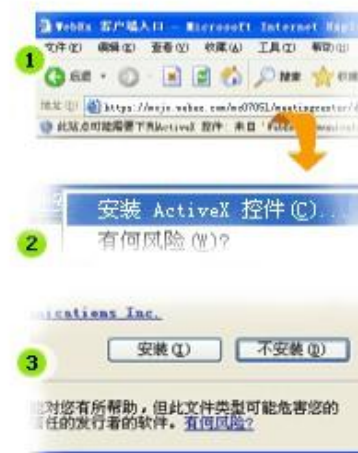 WebEx 客户端入口 - Microsoft Internet
文件(F) 编辑(E) 查看(V) 收藏(A) 工具(T) 帮助(H)
1
后退 搜索
地址(D)
此站点可能需要下列ActiveX 控件: 来自 "
安装 ActiveX 控件(C)...
有何风险(W)?
2
ications Inc.
安装(I) 不安装(D)
3
对您有所帮助,但此文件类型可能危害您的
任的发行者的软件。有何风险?